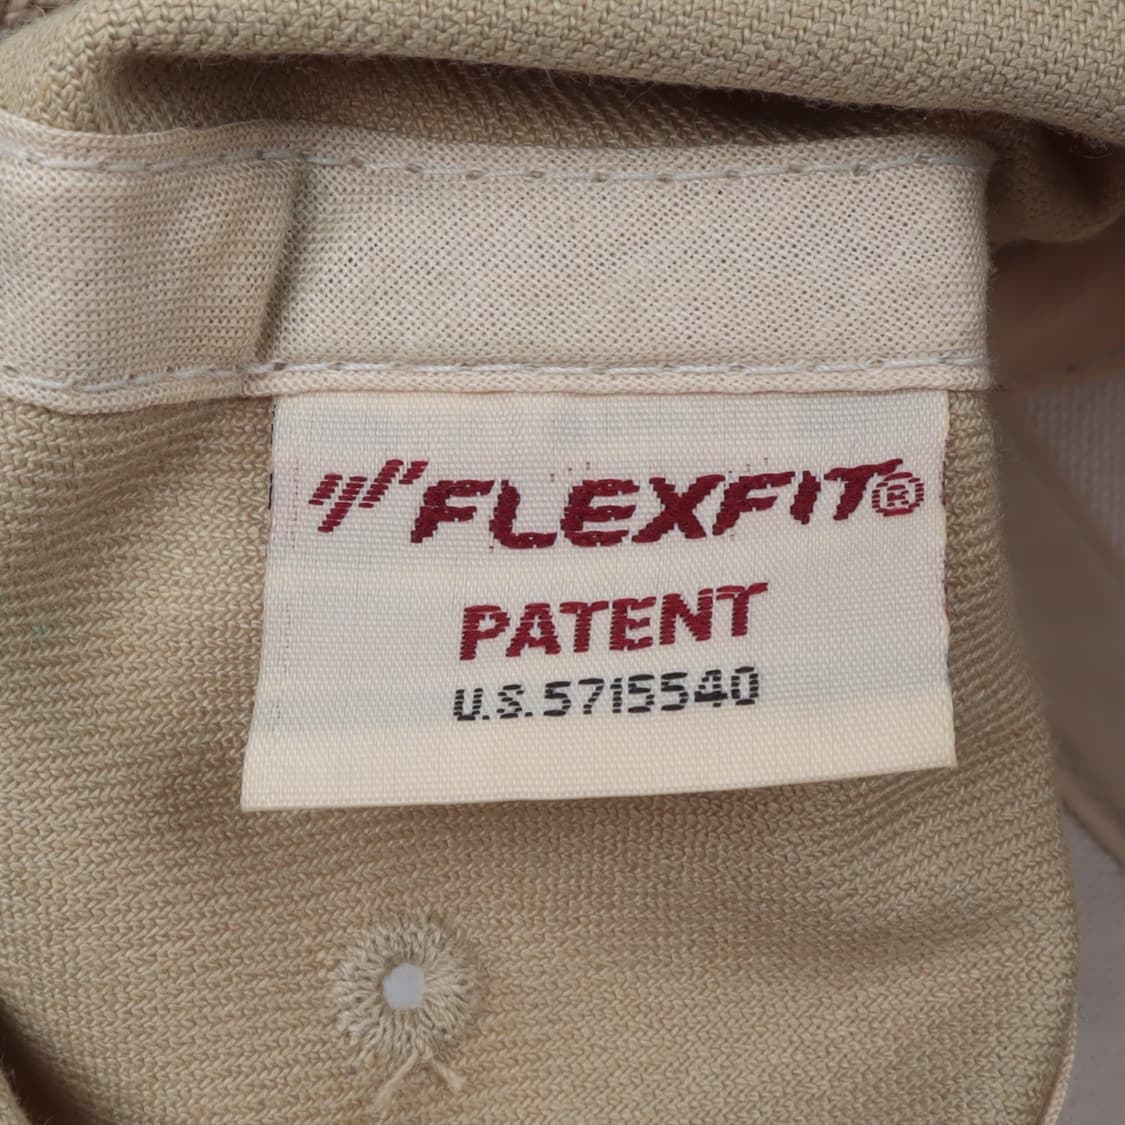 FLEXFIT®
PATENT
U.S. 5715540